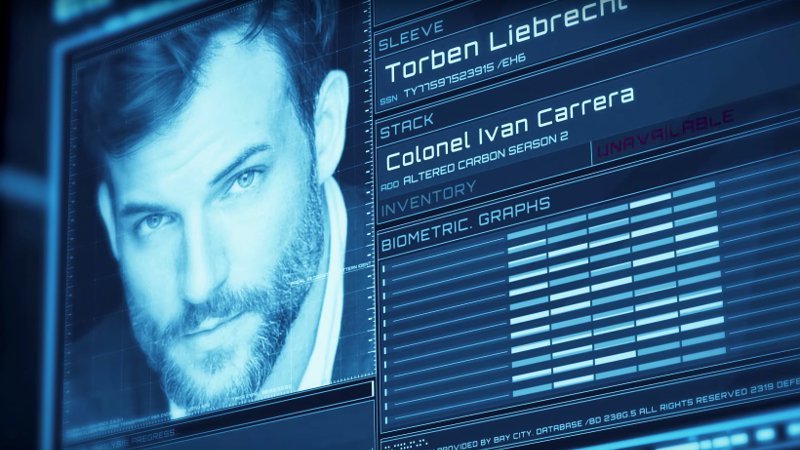 SLEEVE
Torben Liebrecht
SSN TY77597523915 /EH6
STACK
Colonel Ivan Carrera
ADD ALTERED CARBON SEASON 2
UNAVAILABLE
INVENTORY
BIOMETRIC. GRAPHS
PROVIDED BY BAY CITY. DATABASE /BD 238G.5 ALL RIGHTS RESERVED 2319